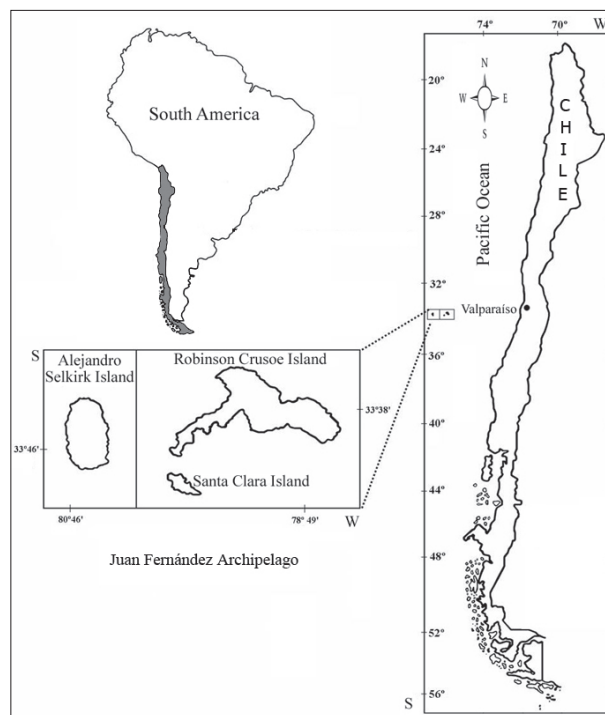 South America
74°
70°
W
20°
24°
28°
32°
36°
40°
44°
48°
52°
56°
S
N
W
E
S
CHILE
Pacific Ocean
Valparaíso
S
Alejandro
Selkirk Island
33°46'
80°46'
Robinson Crusoe Island
33°38'
Santa Clara Island
78° 49'
W
Juan Fernández Archipelago